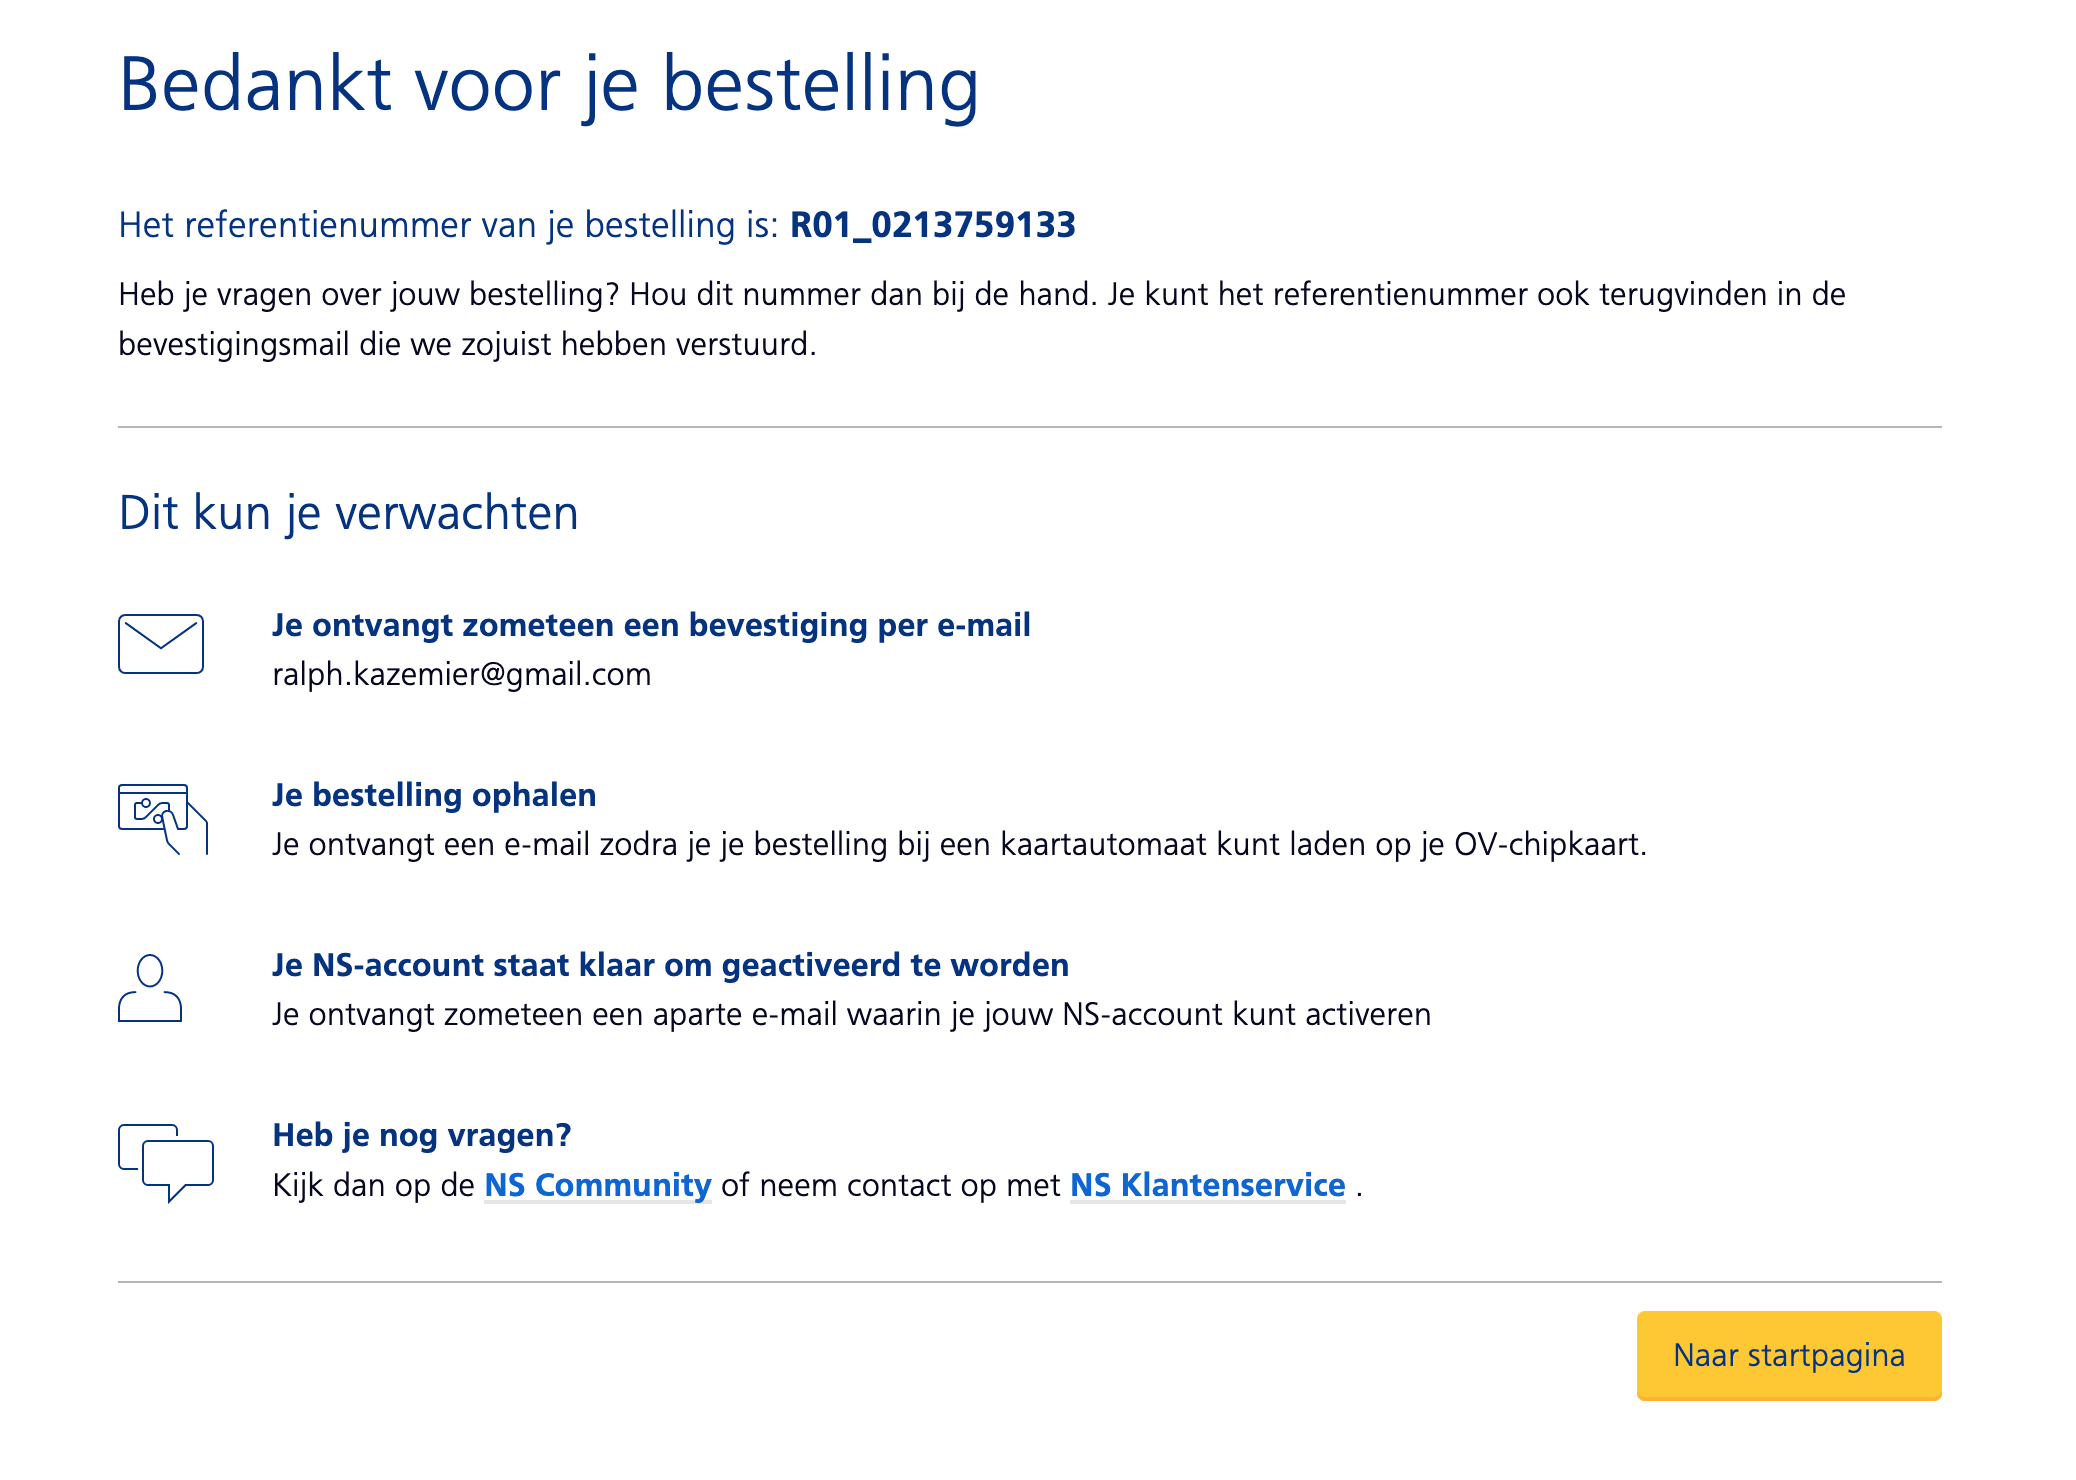 Bedankt voor je bestelling
Het referentienummer van je bestelling is: R01_0213759133
Heb je vragen over jouw bestelling? Hou dit nummer dan bij de hand. Je kunt het referentienummer ook terugvinden in de
bevestigingsmail die we zojuist hebben verstuurd.
Dit kun je verwachten
Je ontvangt zometeen een bevestiging per e-mail
ralph.kazemier@gmail.com
Je bestelling ophalen
Je ontvangt een e-mail zodra je je bestelling bij een kaartautomaat kunt laden op je OV-chipkaart.
Je NS-account staat klaar om geactiveerd te worden
Je ontvangt zometeen een aparte e-mail waarin je jouw NS-account kunt activeren
Heb je nog vragen?
Kijk dan op de NS Community of neem contact op met NS Klantenservice .
Naar startpagina